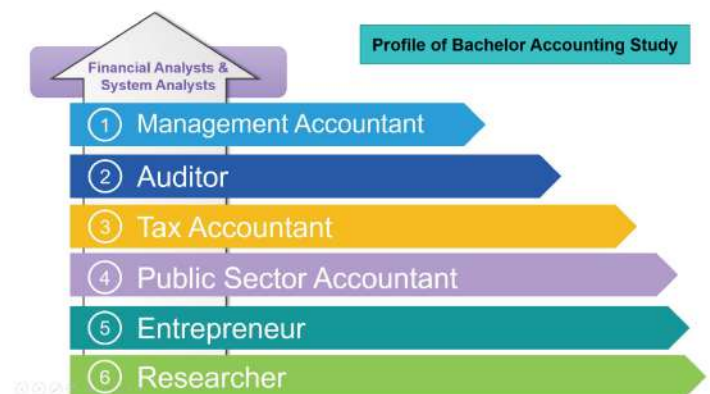 Profile of Bachelor Accounting Study
Financial Analysts &
System Analysts
1 Management Accountant
2 Auditor
3 Tax Accountant
4 Public Sector Accountant
5 Entrepreneur
6 Researcher